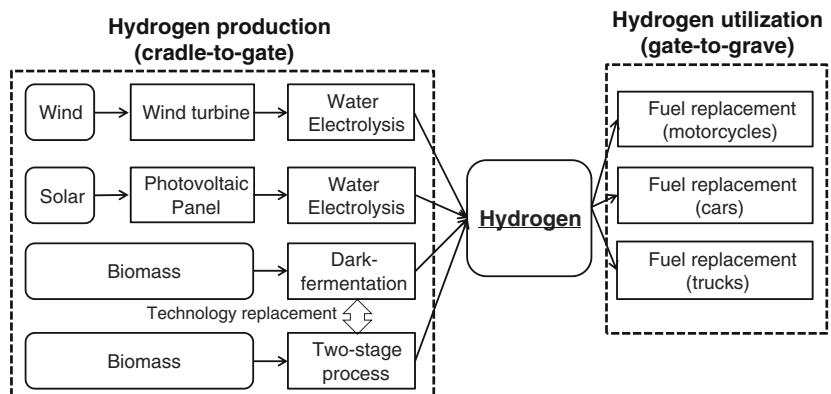 Hydrogen production
(cradle-to-gate)
Hydrogen utilization
(gate-to-grave)
Wind
Wind turbine
Water
Electrolysis
Solar
Photovoltaic
Panel
Water
Electrolysis
Biomass
Dark-
fermentation
Technology replacement
Biomass
Two-stage
process
Hydrogen
Fuel replacement
(motorcycles)
Fuel replacement
(cars)
Fuel replacement
(trucks)